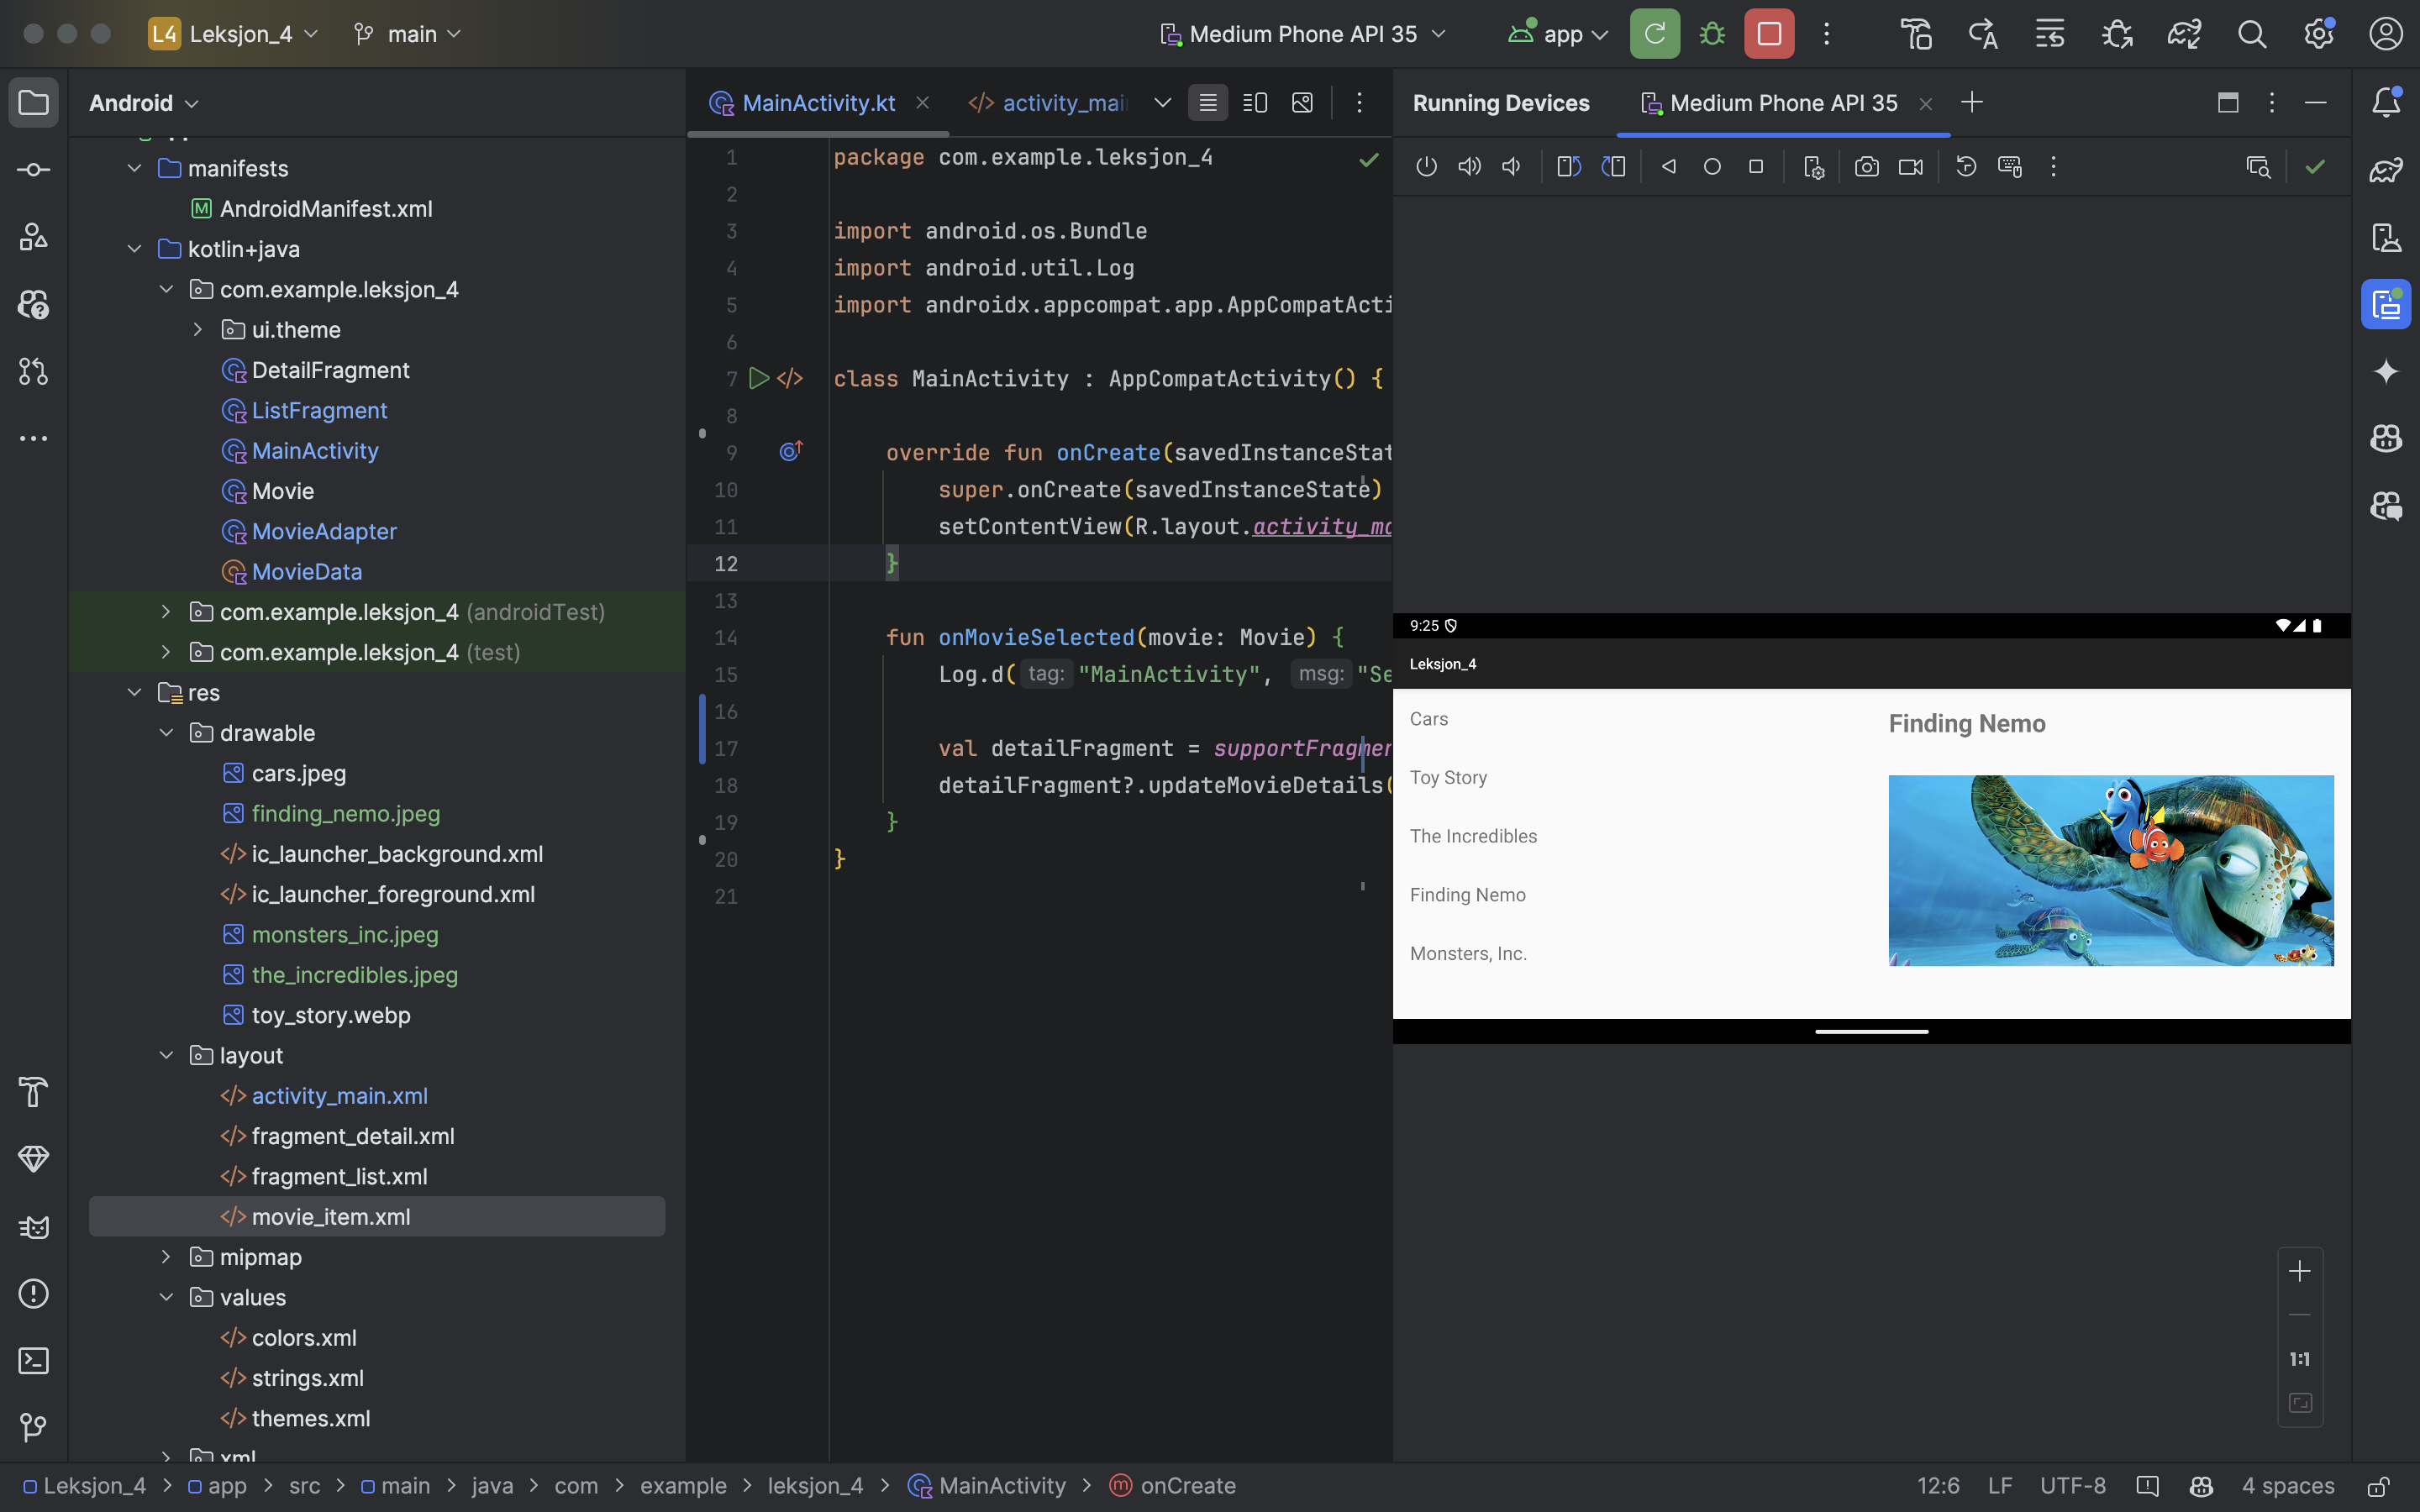 L4 Leksjon_4 main Medium Phone API 35 app
Android
manifests
AndroidManifest.xml
kotlin+java
com.example.leksjon_4
ui.theme
DetailFragment
ListFragment
MainActivity
Movie
MovieAdapter
MovieData
com.example.leksjon_4 (androidTest)
com.example.leksjon_4 (test)
res
drawable
cars.jpeg
finding_nemo.jpeg
ic_launcher_background.xml
ic_launcher_foreground.xml
monsters_inc.jpeg
the_incredibles.jpeg
toy_story.webp
layout
activity_main.xml
fragment_detail.xml
fragment_list.xml
movie_item.xml
mipmap
values
colors.xml
strings.xml
themes.xml
xml
MainActivity.kt activity_mai
1 package com.example.leksjon_4
2
3 import android.os.Bundle
4 import android.util.Log
5 import androidx.appcompat.app.AppCompatActi
6
7 class MainActivity : AppCompatActivity() {
8
9 override fun onCreate(savedInstanceStat
10 super.onCreate(savedInstanceState)
11 setContentView(R.layout.activity_ma
12 }
13
14 fun onMovieSelected(movie: Movie) {
15 Log.d( tag: "MainActivity", msg: "Se
16
17 val detailFragment = supportFragmen
18 detailFragment?.updateMovieDetails(
19 }
20 }
21
Running Devices Medium Phone API 35
9:25
Leksjon_4
Cars
Toy Story
The Incredibles
Finding Nemo
Monsters, Inc.
Finding Nemo
1:1
Leksjon_4 > app > src > main > java > com > example > leksjon_4 > MainActivity > onCreate
12:6 LF UTF-8 4 spaces